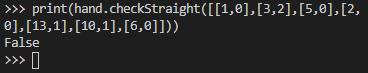 >>> print(hand.checkStraight([[1,0],[3,2],[5,0],[2,
0],[13,1],[10,1],[6,0]]))
False
>>>